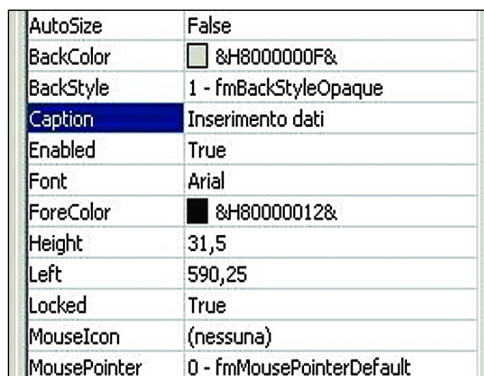 AutoSize False
BackColor &H8000000F&
BackStyle 1 - fmBackStyleOpaque
Caption Inserimento dati
Enabled True
Font Arial
ForeColor &H80000012&
Height 31,5
Left 590,25
Locked True
MouseIcon (nessuna)
MousePointer 0 - fmMousePointerDefault